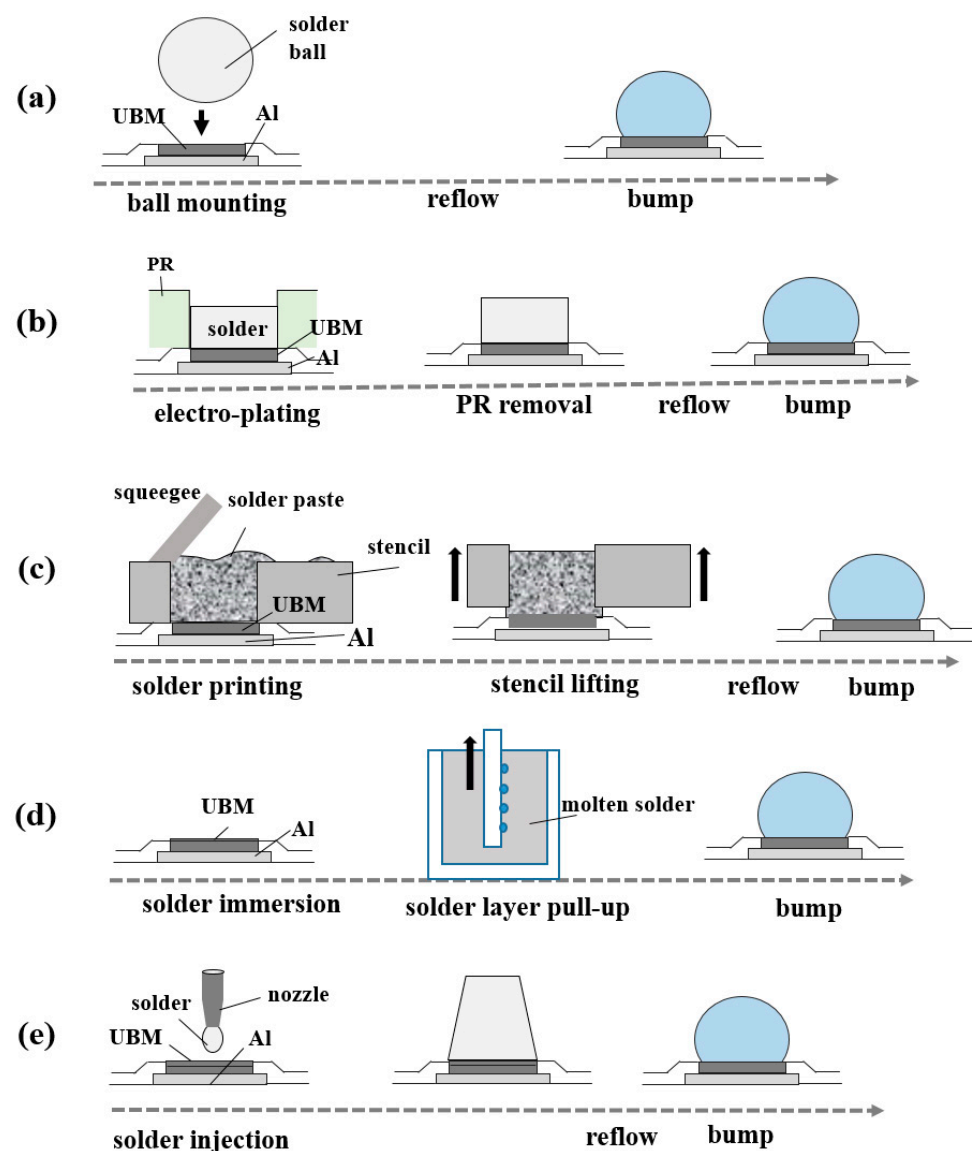 solder
ball
(a)
UBM
Al
ball mounting
reflow
bump
PR
(b)
solder
UBM
Al
electro-plating
PR removal
reflow
bump
squeegee
solder paste
stencil
(c)
UBM
Al
solder printing
stencil lifting
reflow
bump
(d)
UBM
Al
molten solder
solder immersion
solder layer pull-up
bump
(e)
solder
nozzle
UBM
Al
solder injection
reflow
bump